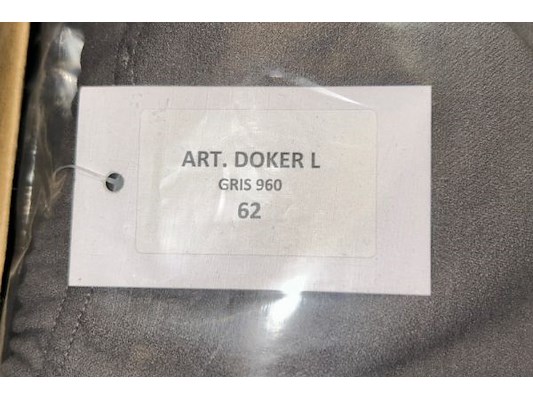 ART. DOKER L
GRIS 960
62